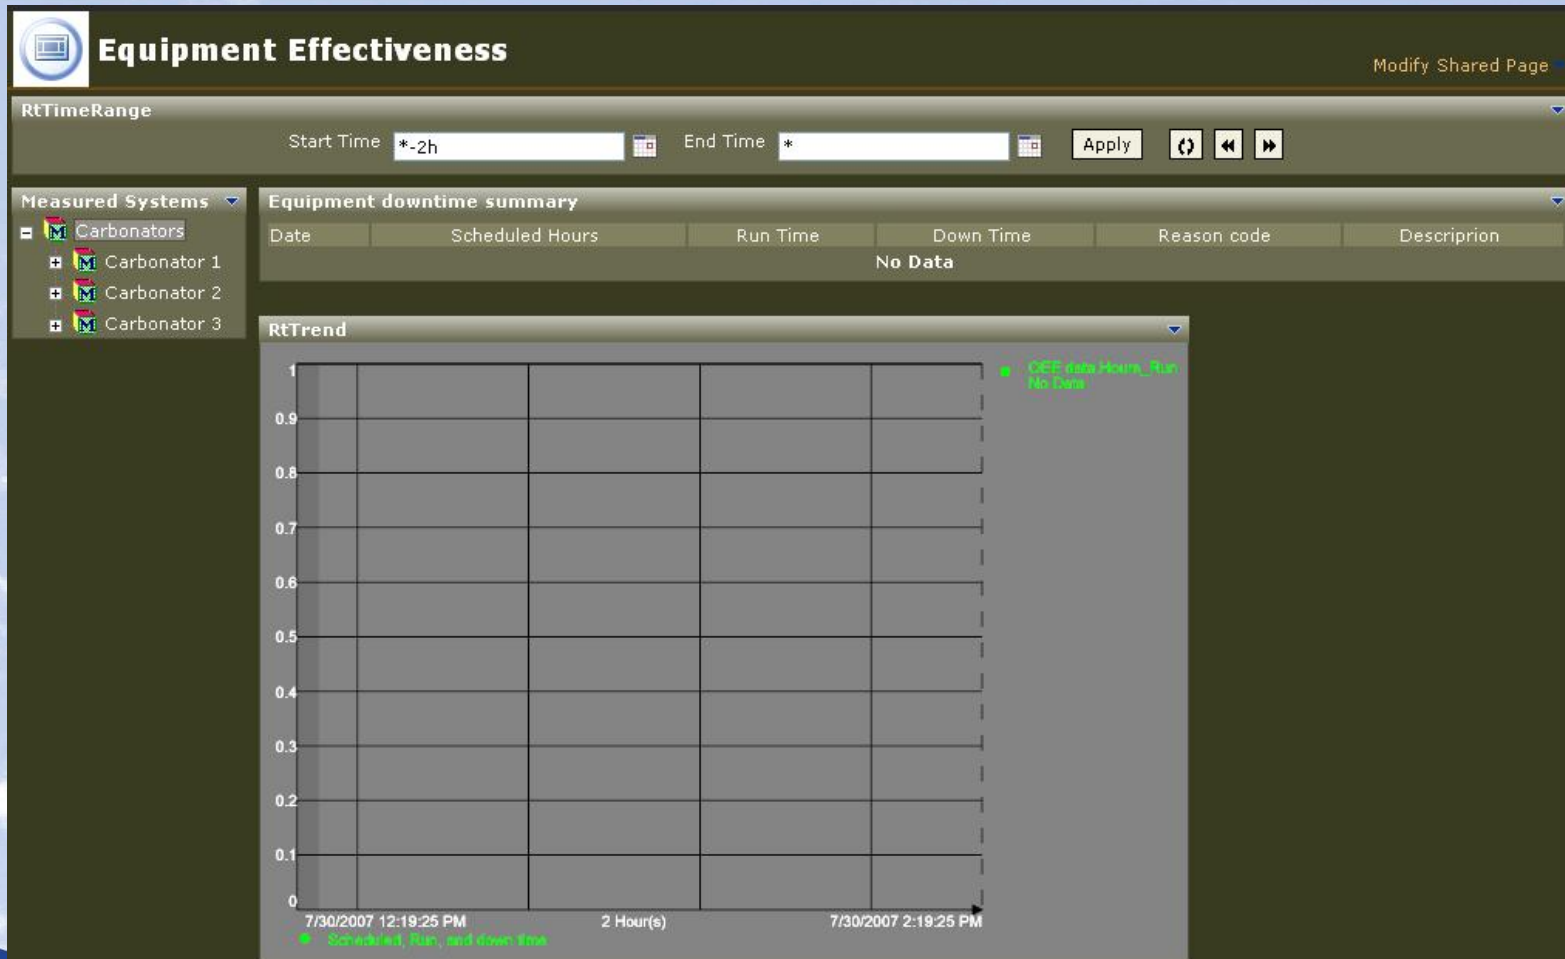 Equipment Effectiveness
Modify Shared Page
RtTimeRange
Start Time *-2h End Time * Apply
Measured Systems
Carbonators
Carbonator 1
Carbonator 2
Carbonator 3
Equipment downtime summary
Date Scheduled Hours Run Time Down Time Reason code Descriprion
No Data
RtTrend
1
0.9
0.8
0.7
0.6
0.5
0.4
0.3
0.2
0.1
0
OEE data.Hours_Run
No Data
7/30/2007 12:19:25 PM 2 Hour(s) 7/30/2007 2:19:25 PM
Scheduled, Run, and down time